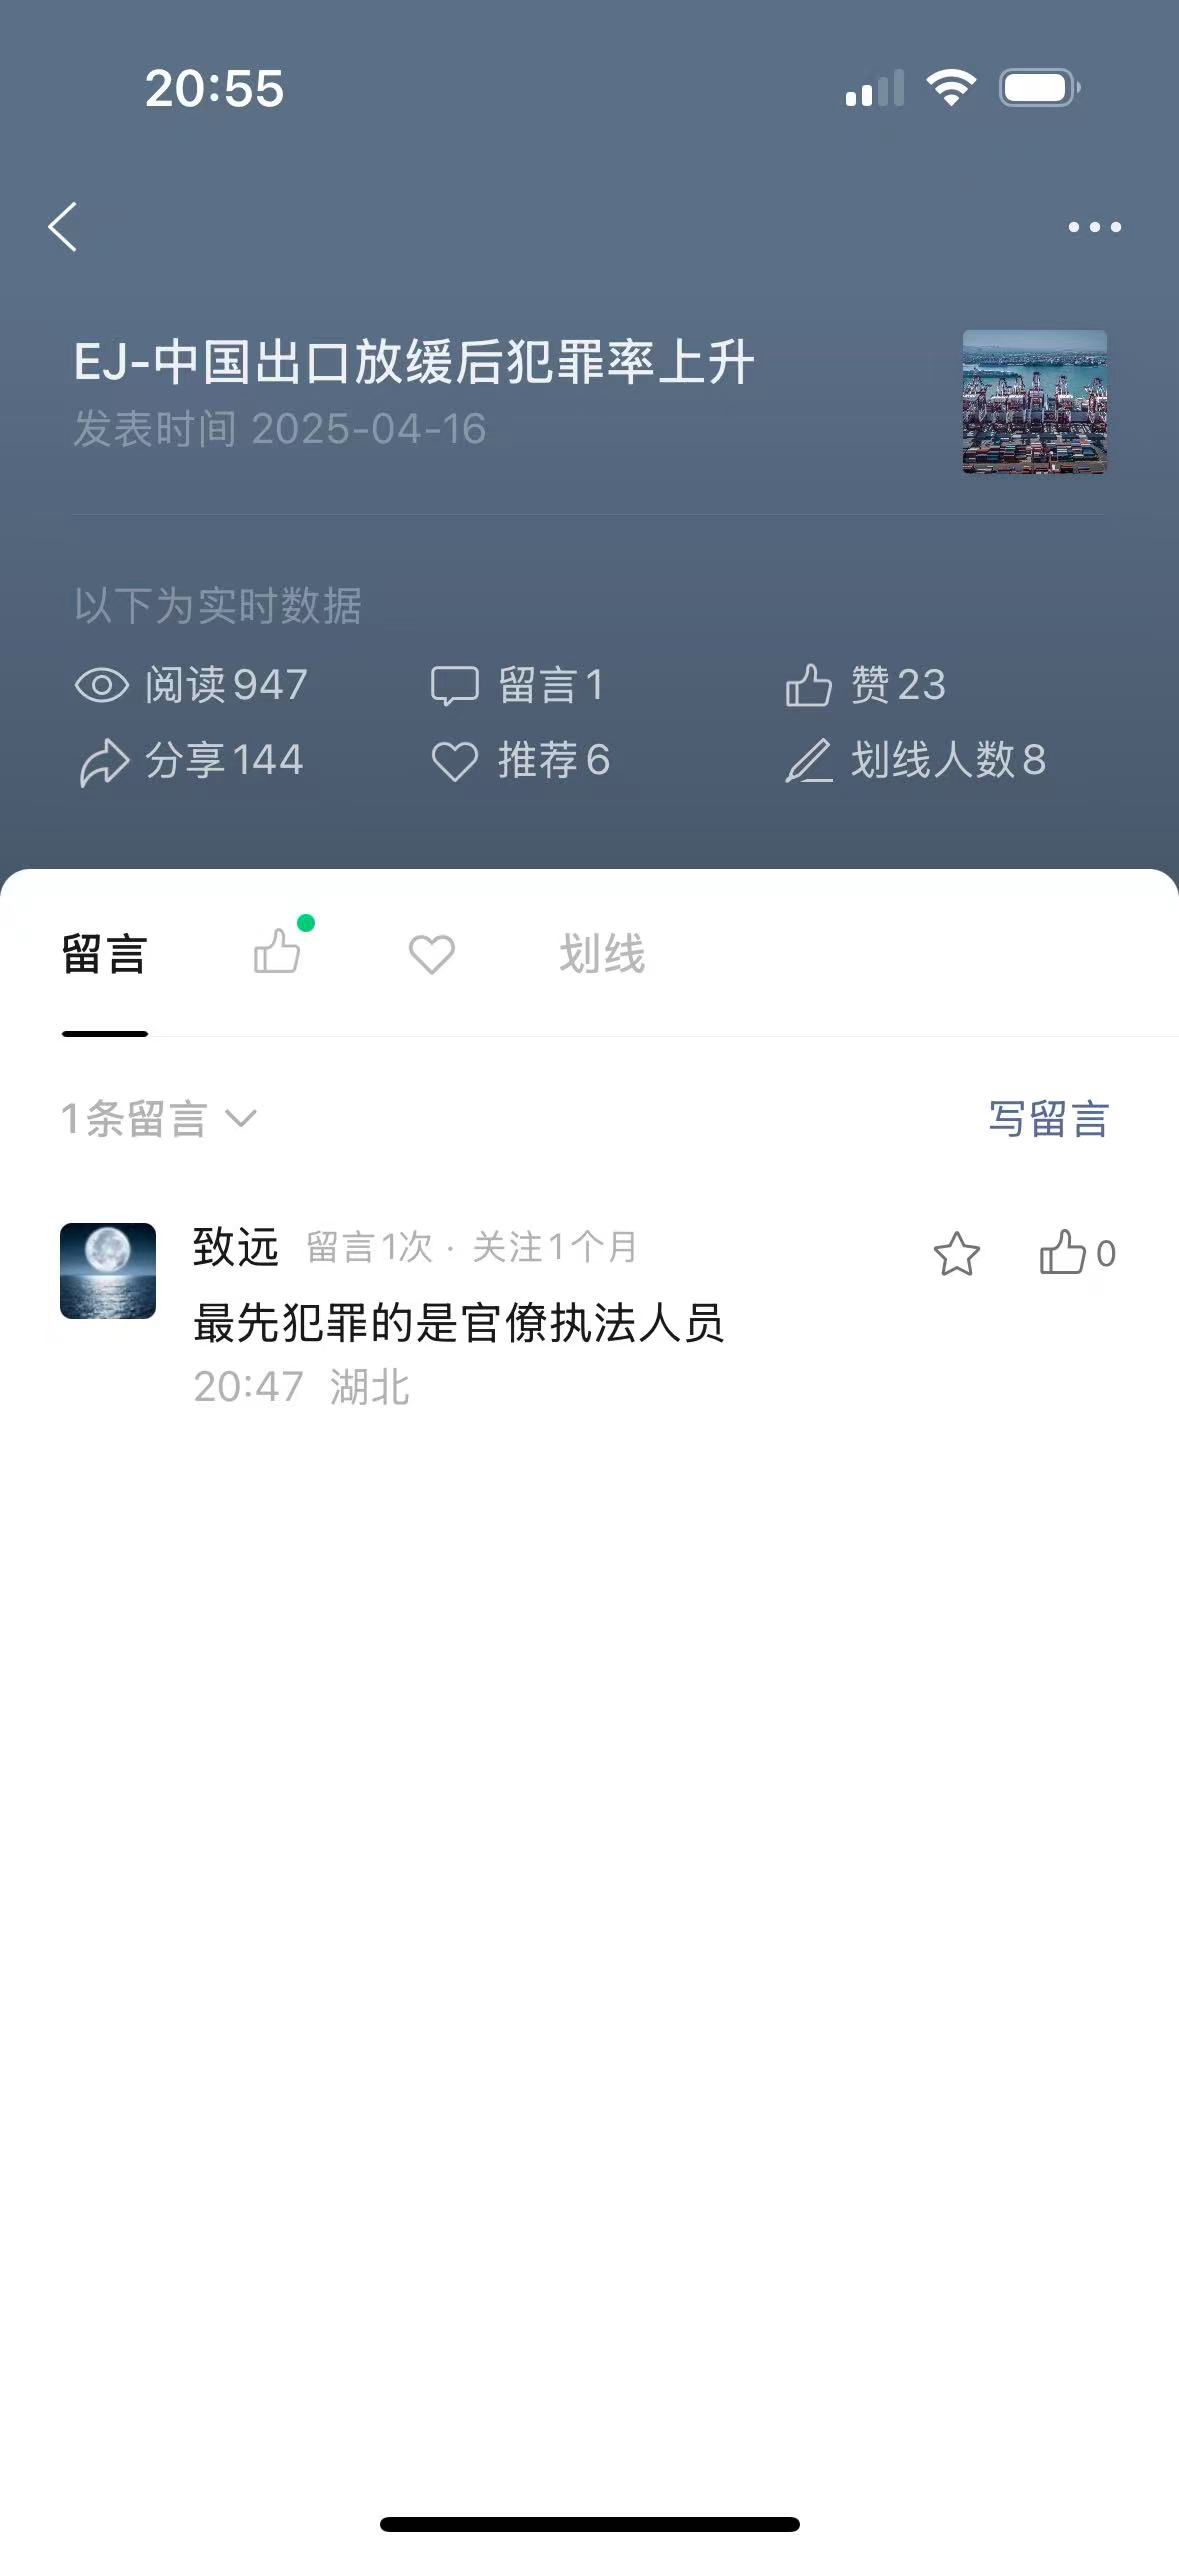 20:55
EJ-中国出口放缓后犯罪率上升
发表时间 2025-04-16
以下为实时数据
阅读947 留言1 赞23
分享144 推荐6 划线人数8
留言 划线
1条留言 写留言
致远 留言1次 · 关注1个月 0
最先犯罪的是官僚执法人员
20:47 湖北